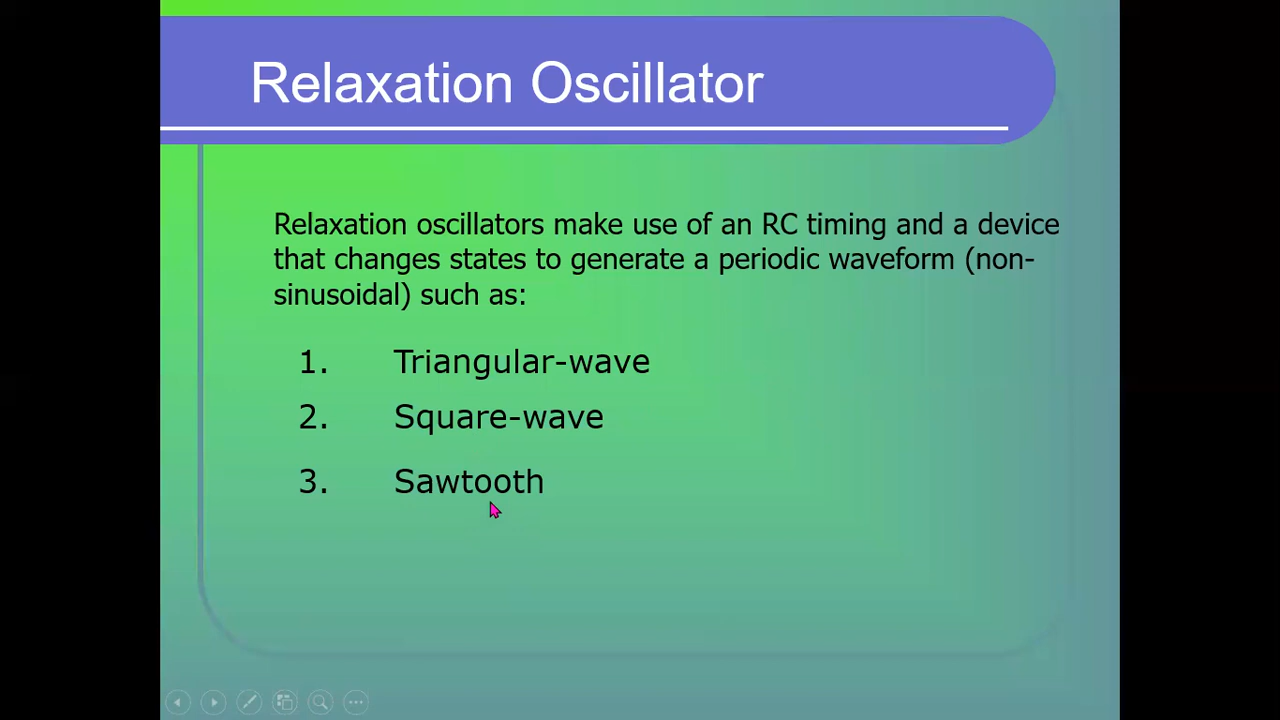 Relaxation Oscillator
Relaxation oscillators make use of an RC timing and a device
that changes states to generate a periodic waveform (non-
sinusoidal) such as:
1. Triangular-wave
2. Square-wave
3. Sawtooth